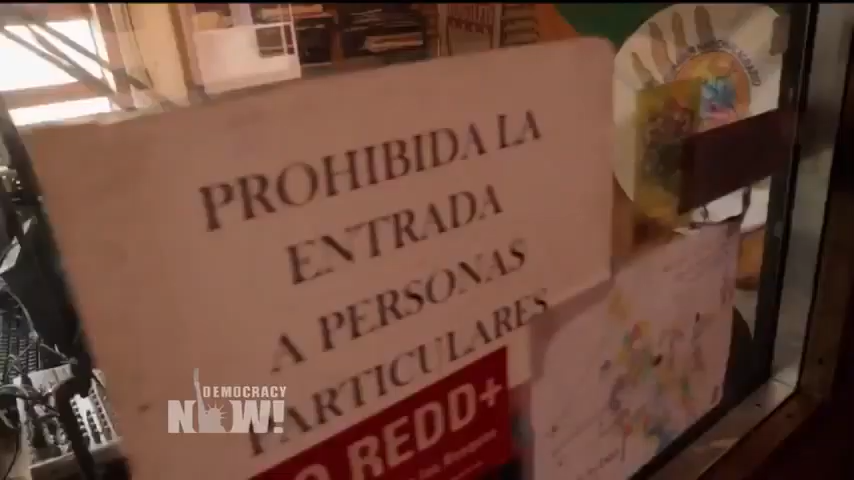 PROHIBIDA LA
ENTRADA
A PERSONAS
PARTICULARES
REDD+
DEMOCRACY
NOW!